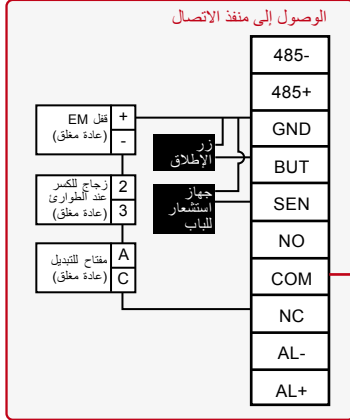 الوصول إلى منفذ الاتصال
485-
485+
GND
BUT
SEN
NO
COM
NC
AL-
AL+
قفل EM
(عادة مغلق)
+
-
زجاج للكسر
عند الطوارئ
(عادة مغلق)
2
3
مفتاح للتبديل
(عادة مغلق)
A
C
زر
الإطلاق
جهاز
استشعار
للباب